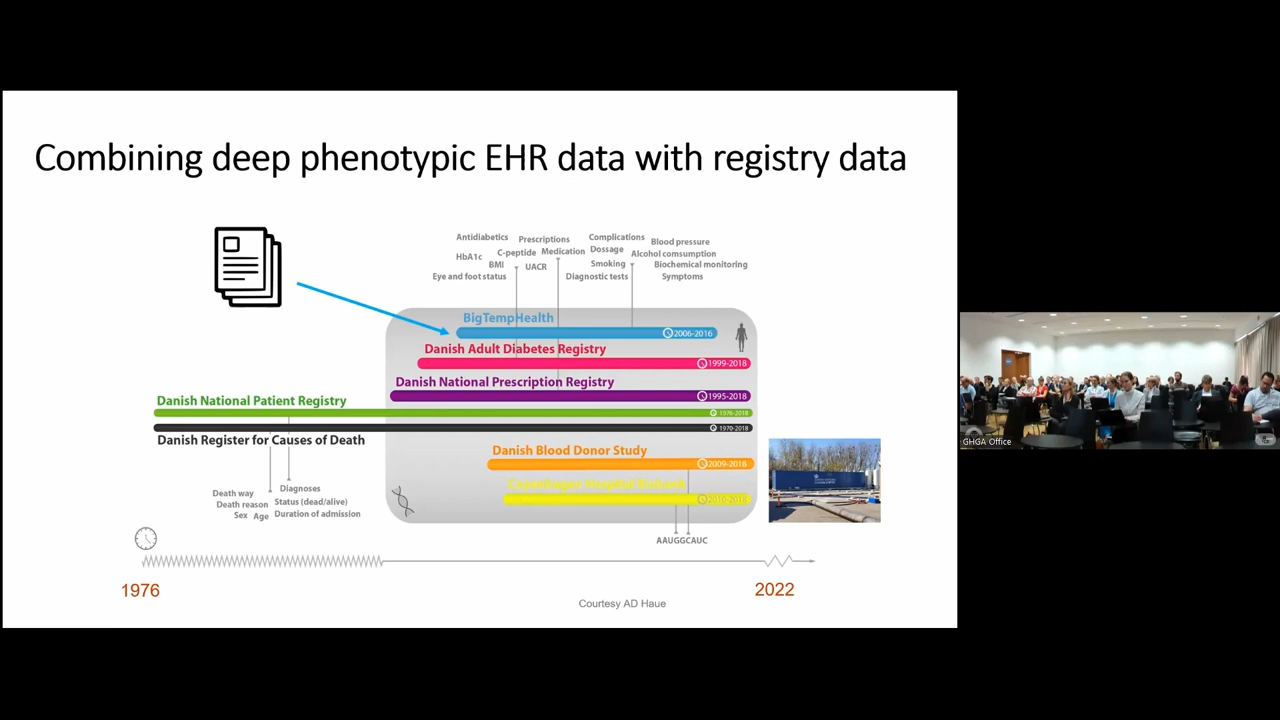 Combining deep phenotypic EHR data with registry data
Antidiabetics
Prescriptions
Complications
Blood pressure
HbA1c
C-peptide
Medication
Dossage
Alcohol comsumption
BMI
UACR
Smoking
Biochemical monitoring
Eye and foot status
Diagnostic tests
Symptoms
BigTempHealth
2006-2016
Danish Adult Diabetes Registry
1999-2018
Danish National Prescription Registry
1995-2018
Danish National Patient Registry
1976-2018
1970-2018
Danish Register for Causes of Death
Danish Blood Donor Study
2009-2018
Copenhagen Hospital Biobank
2010-2018
Death way
Diagnoses
Death reason
Status (dead/alive)
Sex
Age
Duration of admission
AAUGGCAUC
1976
2022
Courtesy AD Haue
GHGA Office